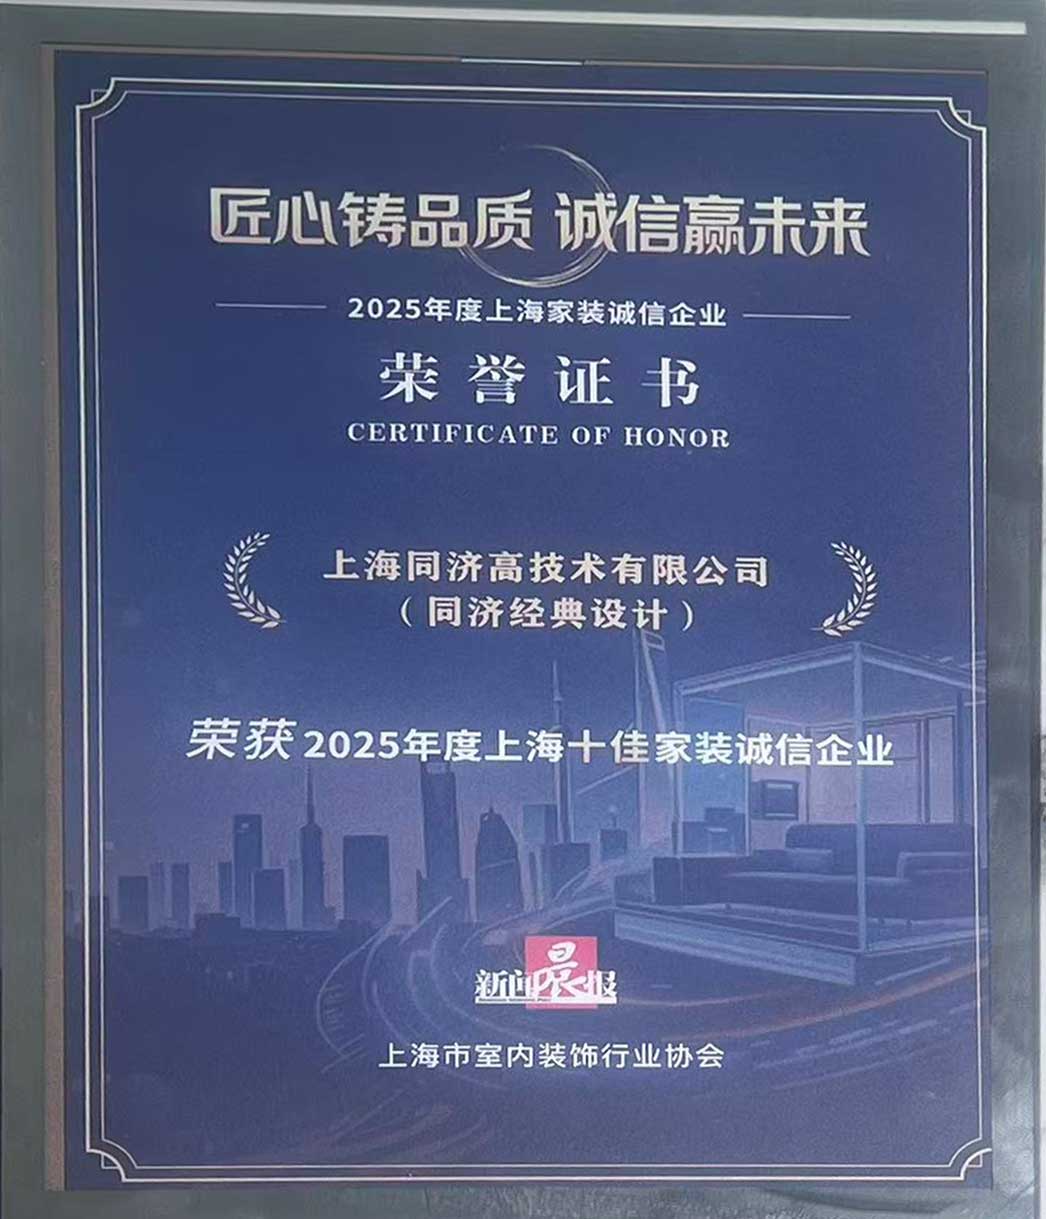 匠心铸品质 诚信赢未来
2025年度上海家装诚信企业
荣誉证书
CERTIFICATE OF HONOR
上海同济高技术有限公司
（同济经典设计）
荣获2025年度上海十佳家装诚信企业
新闻晨报
上海市室内装饰行业协会